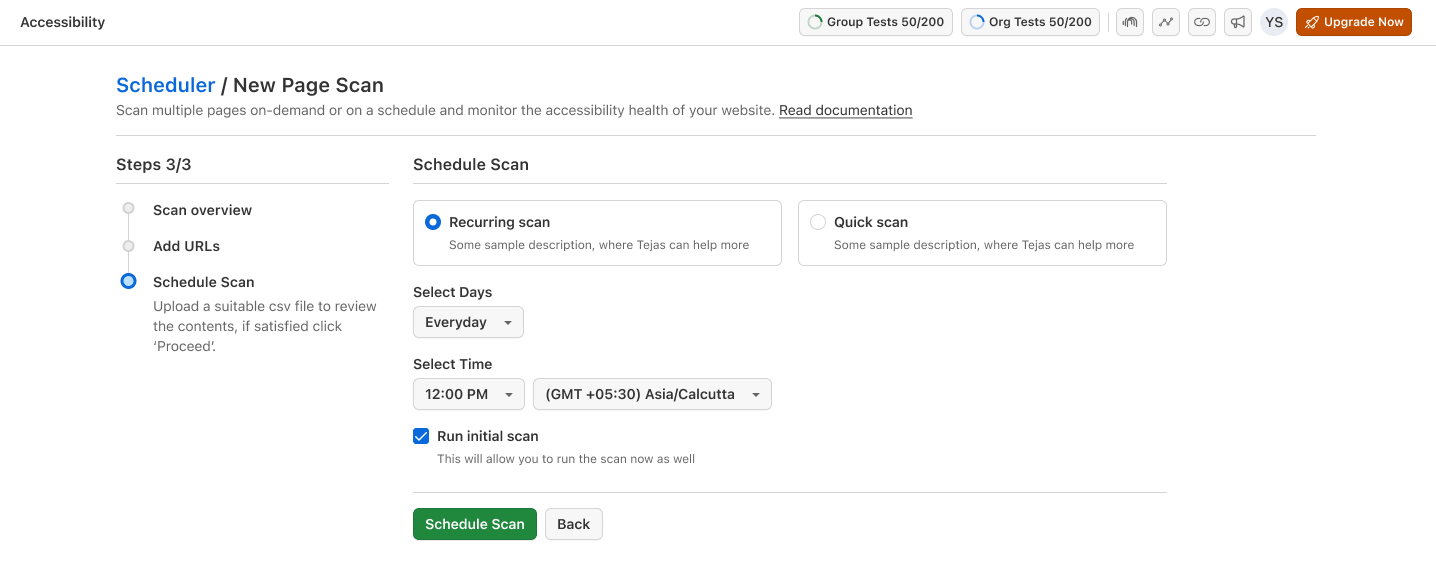 Accessibility
Group Tests 50/200
Org Tests 50/200
YS
Upgrade Now
Scheduler / New Page Scan
Scan multiple pages on-demand or on a schedule and monitor the accessibility health of your website. Read documentation
Steps 3/3
Scan overview
Add URLs
Schedule Scan
Upload a suitable csv file to review
the contents, if satisfied click
‘Proceed’.
Schedule Scan
Recurring scan
Some sample description, where Tejas can help more
Quick scan
Some sample description, where Tejas can help more
Select Days
Everyday
Select Time
12:00 PM
(GMT +05:30) Asia/Calcutta
Run initial scan
This will allow you to run the scan now as well
Schedule Scan
Back